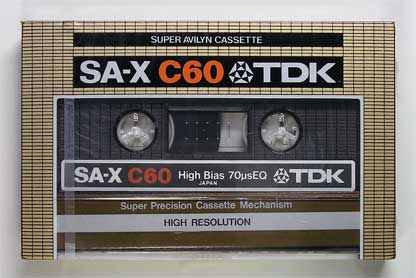 SUPER AVILYN CASSETTE
SA-X C60 TDK
SA-X C60 High Bias 70µsEQ TDK
JAPAN
Super Precision Cassette Mechanism
HIGH RESOLUTION